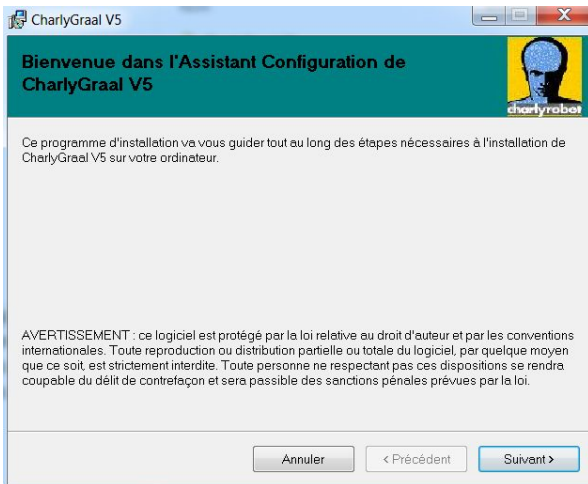 CharlyGraal V5
Bienvenue dans l'Assistant Configuration de
CharlyGraal V5
charlyrobot
Ce programme d'installation va vous guider tout au long des étapes nécessaires à l'installation de
CharlyGraal V5 sur votre ordinateur.
AVERTISSEMENT : ce logiciel est protégé par la loi relative au droit d'auteur et par les conventions
internationales. Toute reproduction ou distribution partielle ou totale du logiciel, par quelque moyen
que ce soit, est strictement interdite. Toute personne ne respectant pas ces dispositions se rendra
coupable du délit de contrefaçon et sera passible des sanctions pénales prévues par la loi.
Annuler < Précédent Suivant >